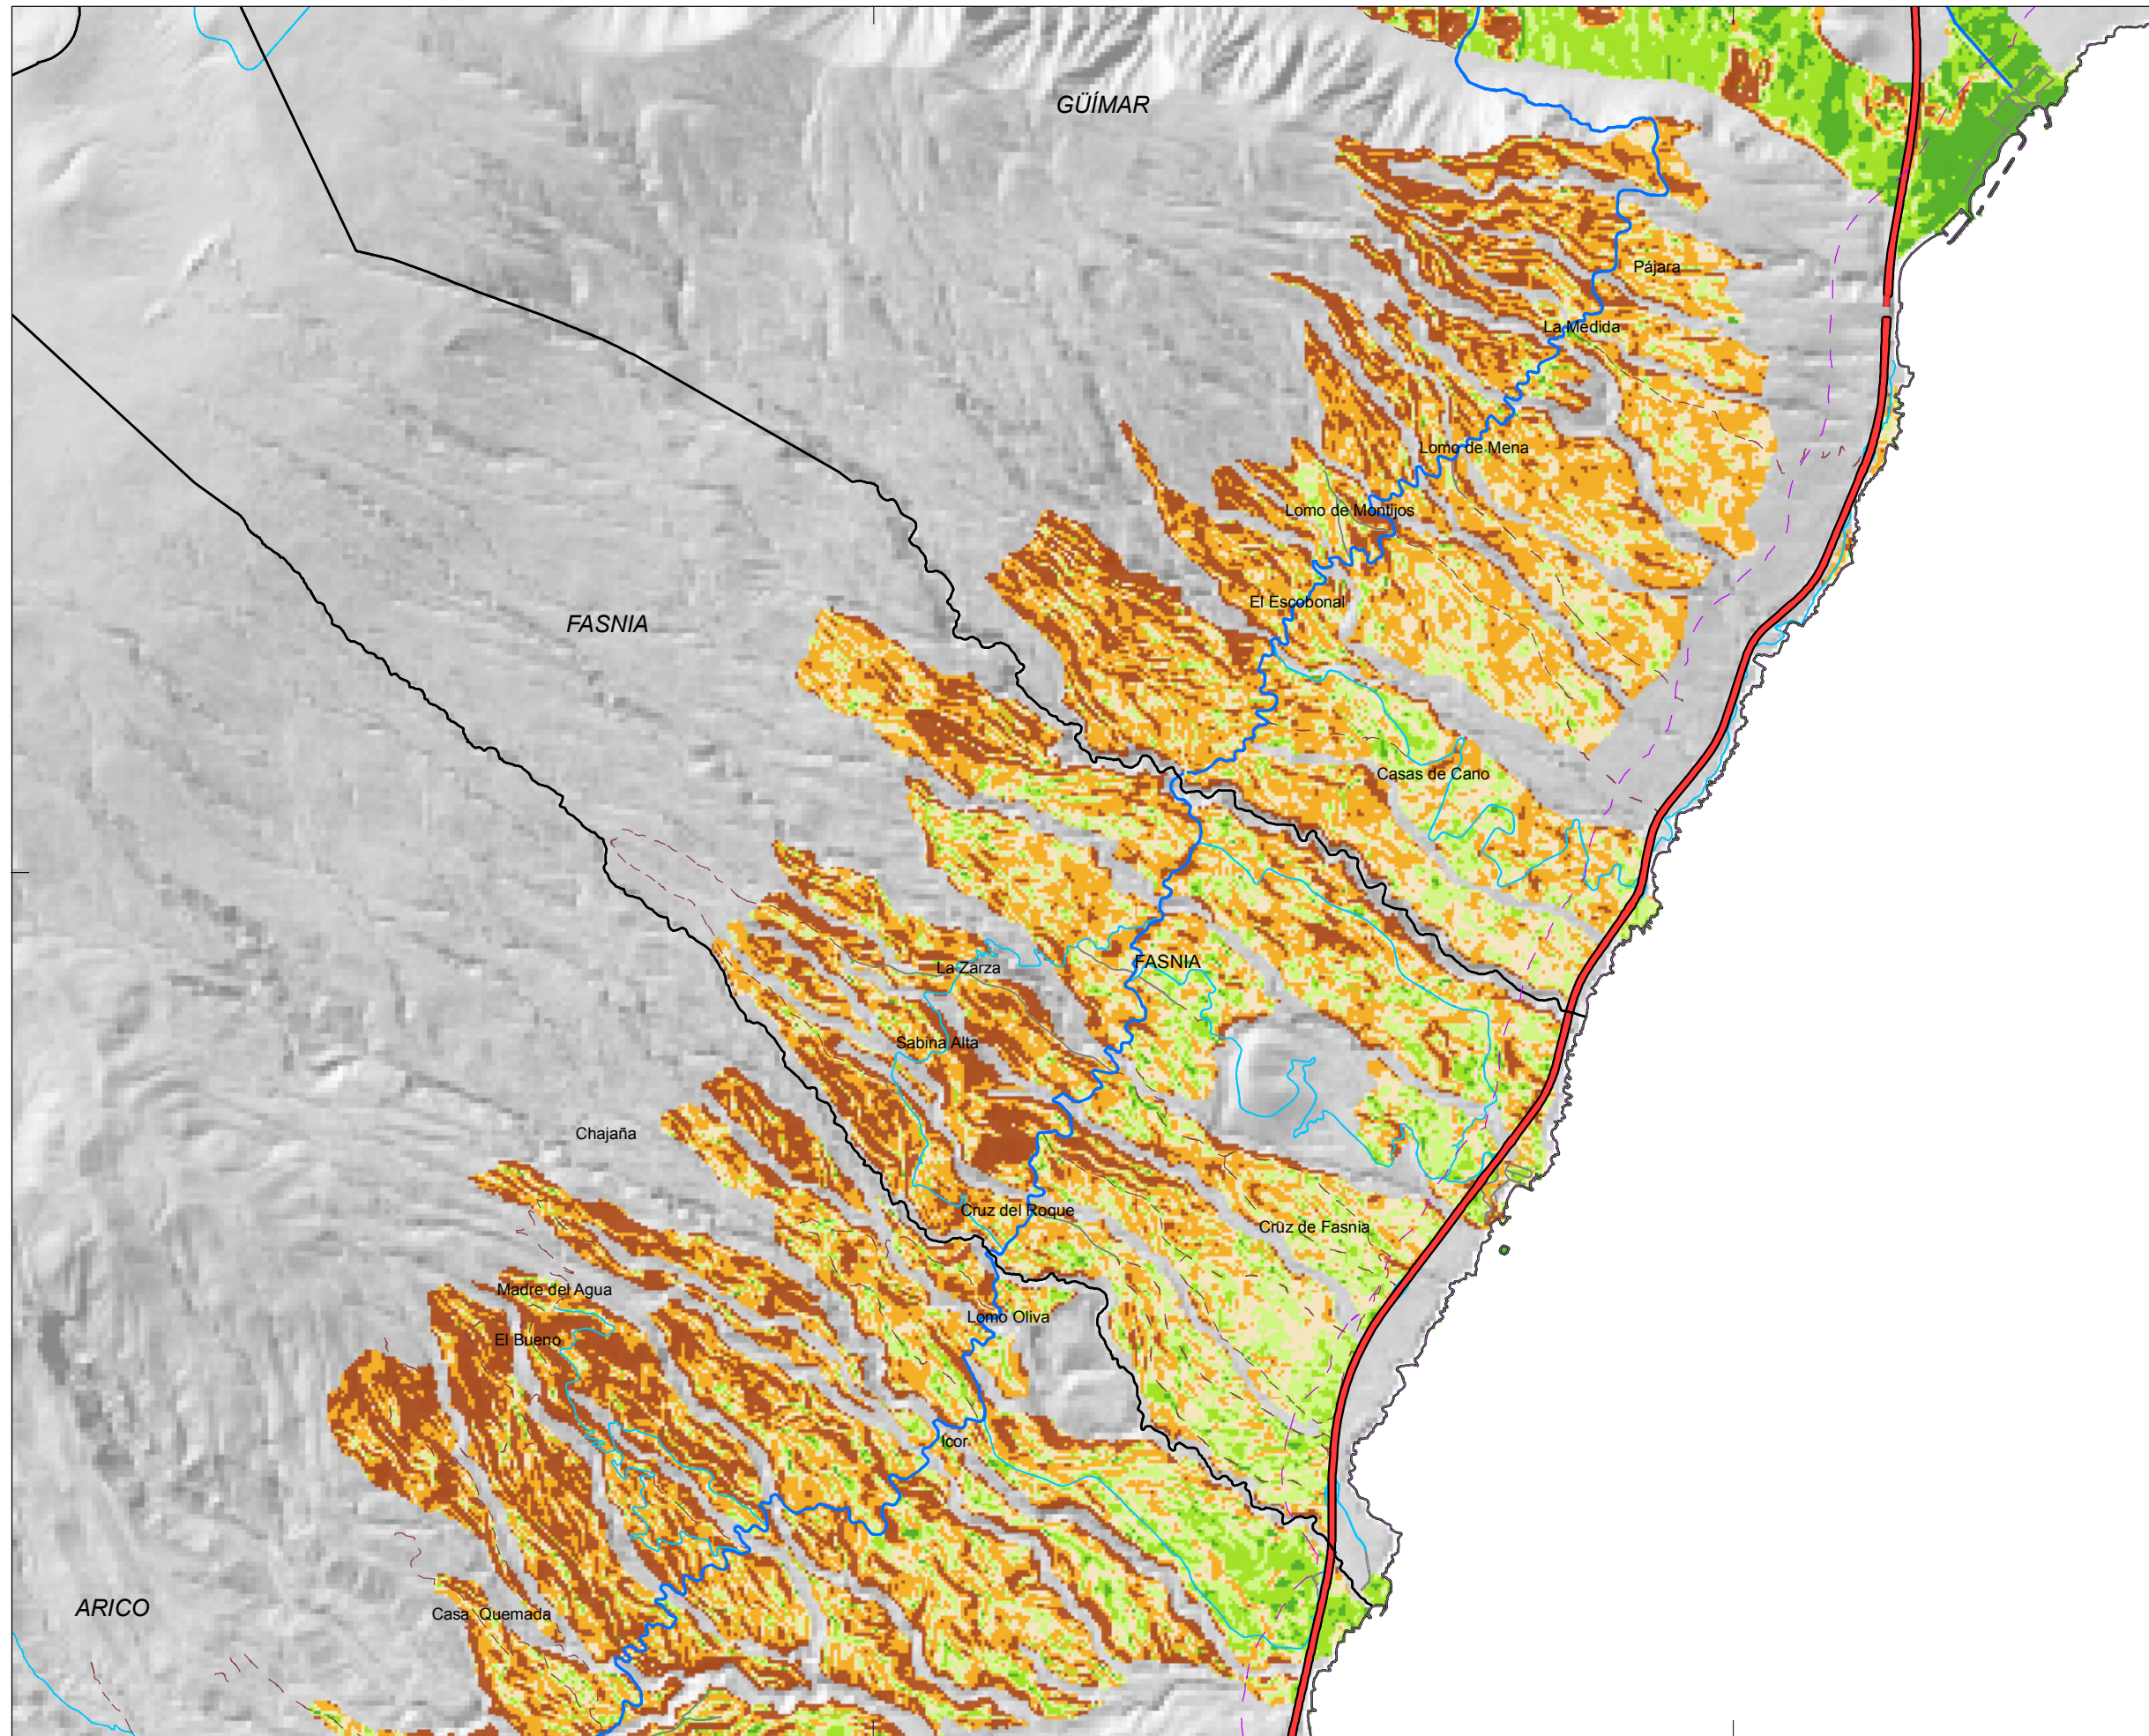 GÜÍMAR
Pájara
La Medida
Lomo de Mena
Lomo de Montijos
El Escobonal
FASNIA
Casas de Cano
FASNIA
La Zarza
Sabina Alta
Chajaña
Cruz del Roque
Cruz de Fasnia
Madre del Agua
Lomo Oliva
El Bueno
Icor
ARICO
Casa Quemada